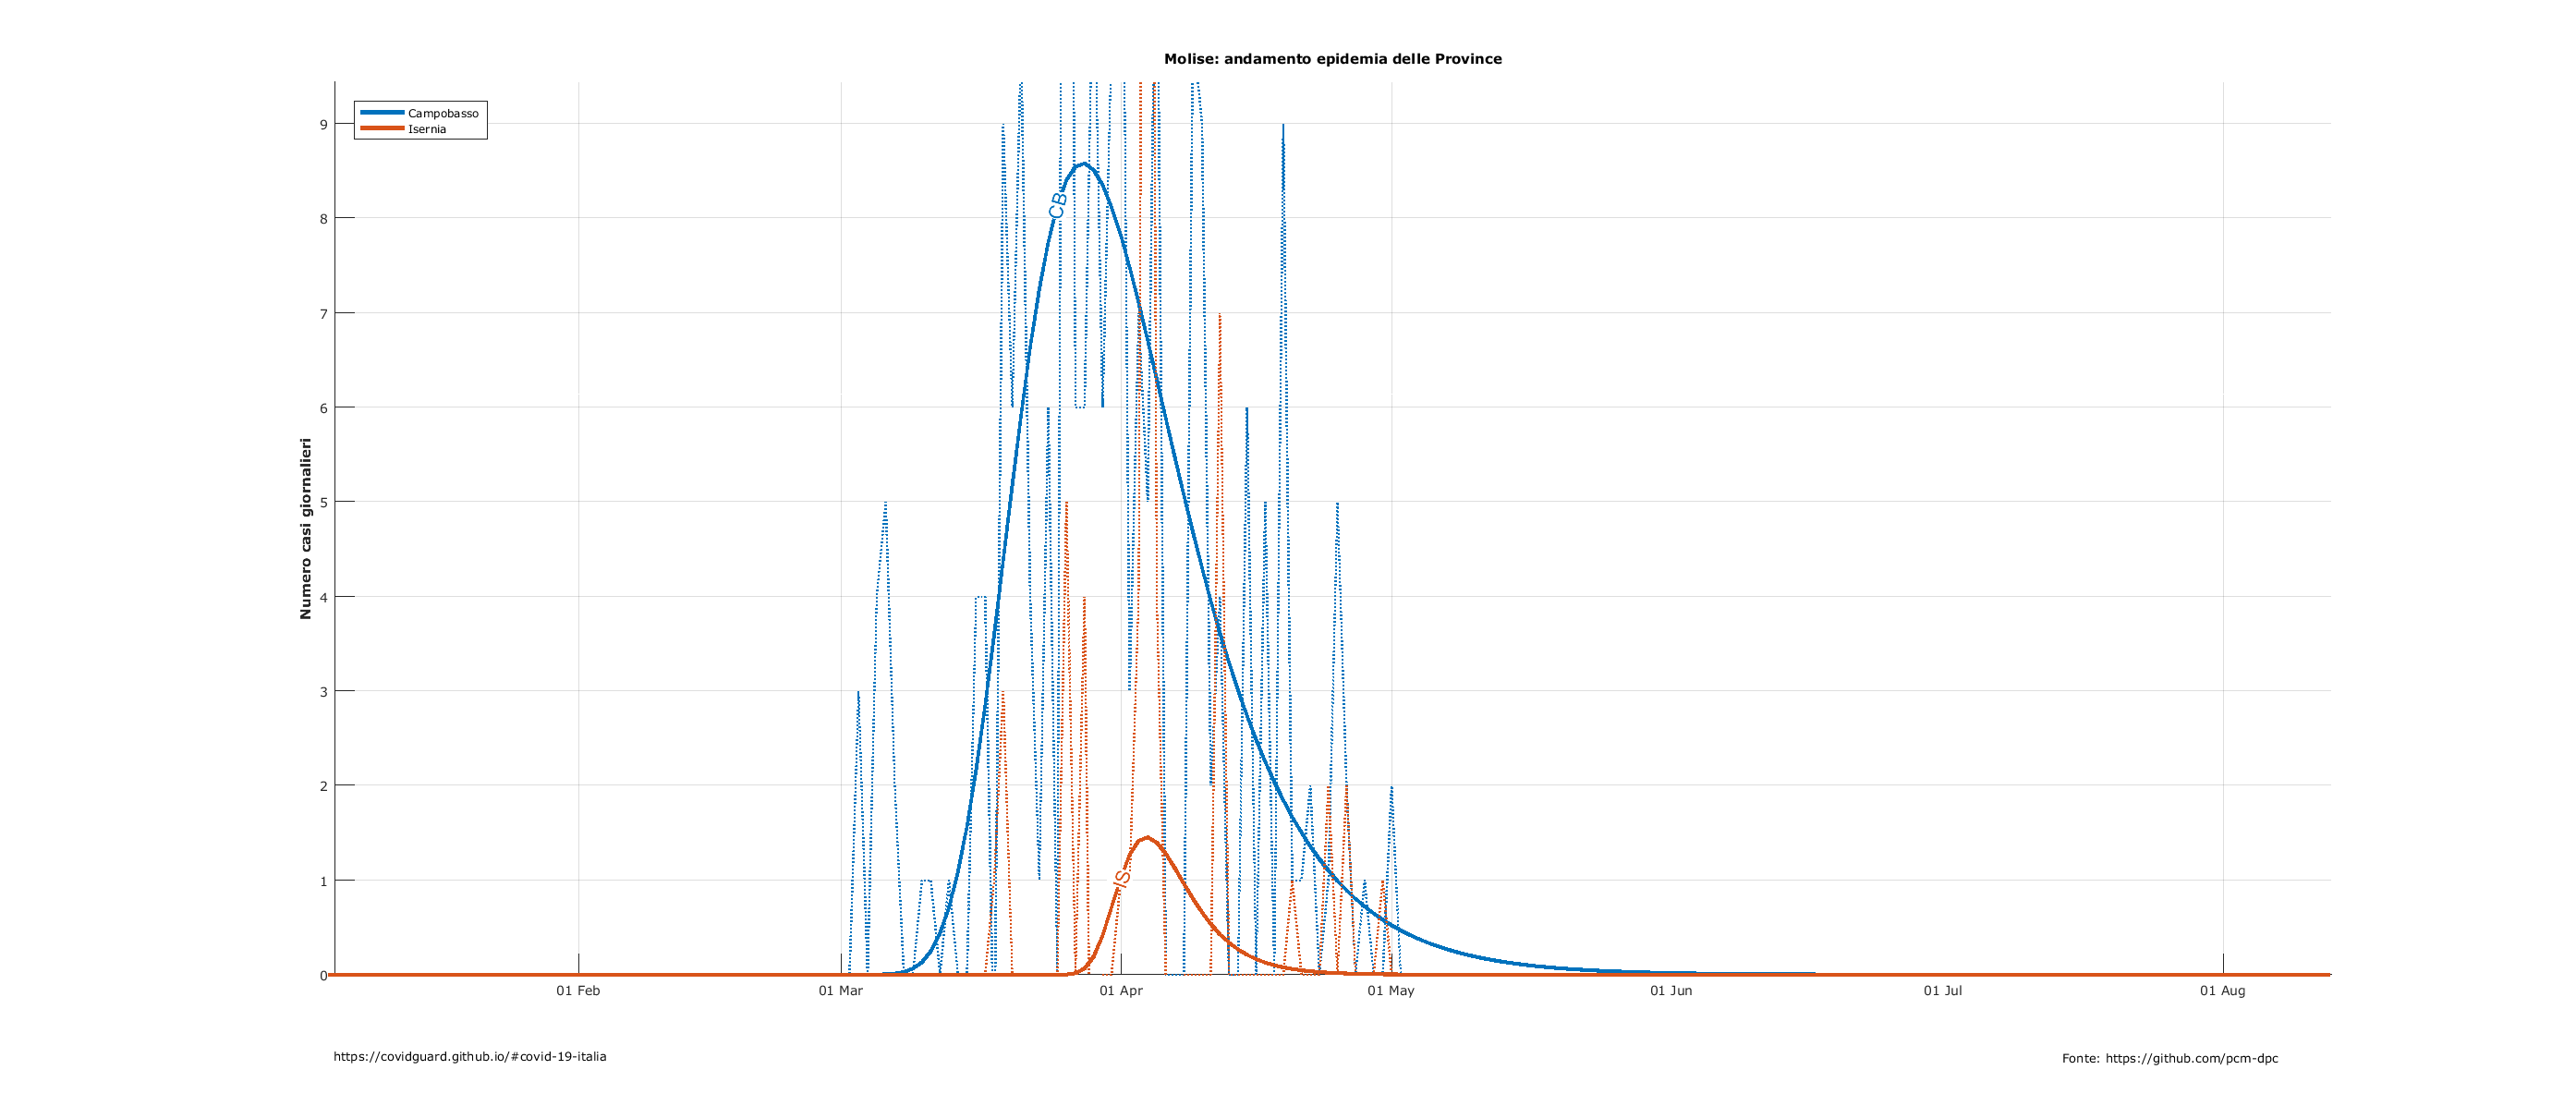 Molise: andamento epidemia delle Province
Campobasso
Isernia
Numero casi giornalieri
9
8
7
6
5
4
3
2
1
0
CB
IS
01 Feb
01 Mar
01 Apr
01 May
01 Jun
01 Jul
01 Aug
https://covidguard.github.io/#covid-19-italia
Fonte: https://github.com/pcm-dpc